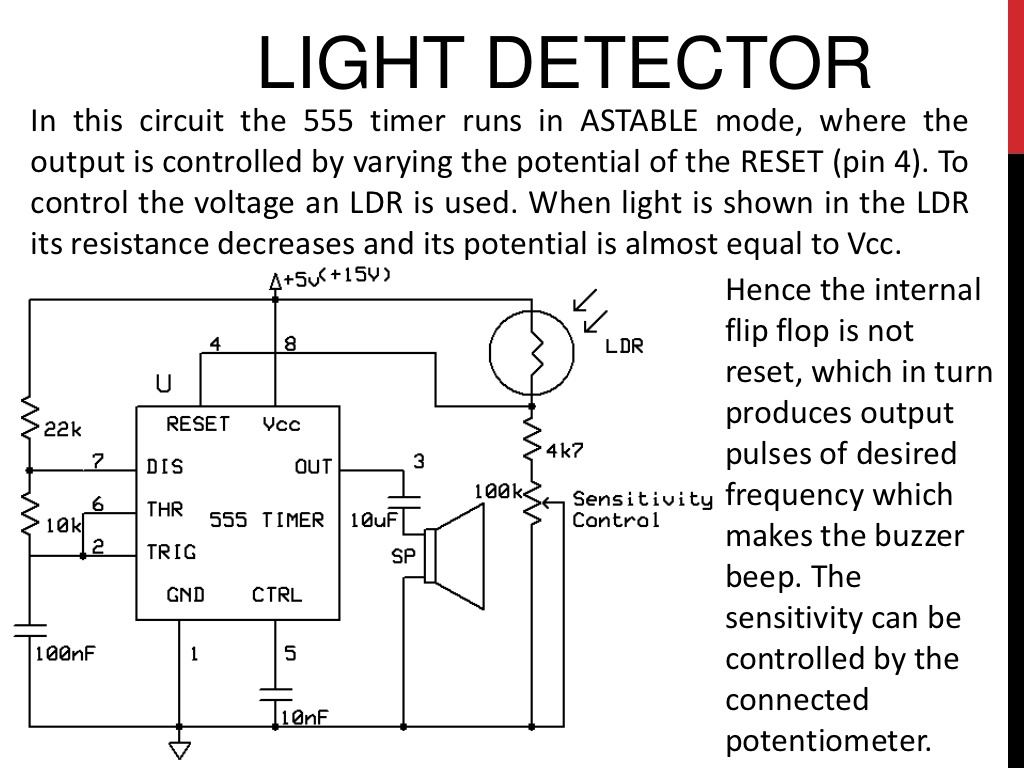 LIGHT DETECTOR
In this circuit the 555 timer runs in ASTABLE mode, where the
output is controlled by varying the potential of the RESET (pin 4). To
control the voltage an LDR is used. When light is shown in the LDR
its resistance decreases and its potential is almost equal to Vcc.
+5v(+15V)
4
8
LDR
U
RESET Vcc
22k
7
DIS
OUT
3
4k7
6
THR
10k
2
TRIG
555 TIMER
10uF
100k
Sensitivity
Control
SP
GND CTRL
100nF
1
5
10nF
Hence the internal
flip flop is not
reset, which in turn
produces output
pulses of desired
frequency which
makes the buzzer
beep. The
sensitivity can be
controlled by the
connected
potentiometer.